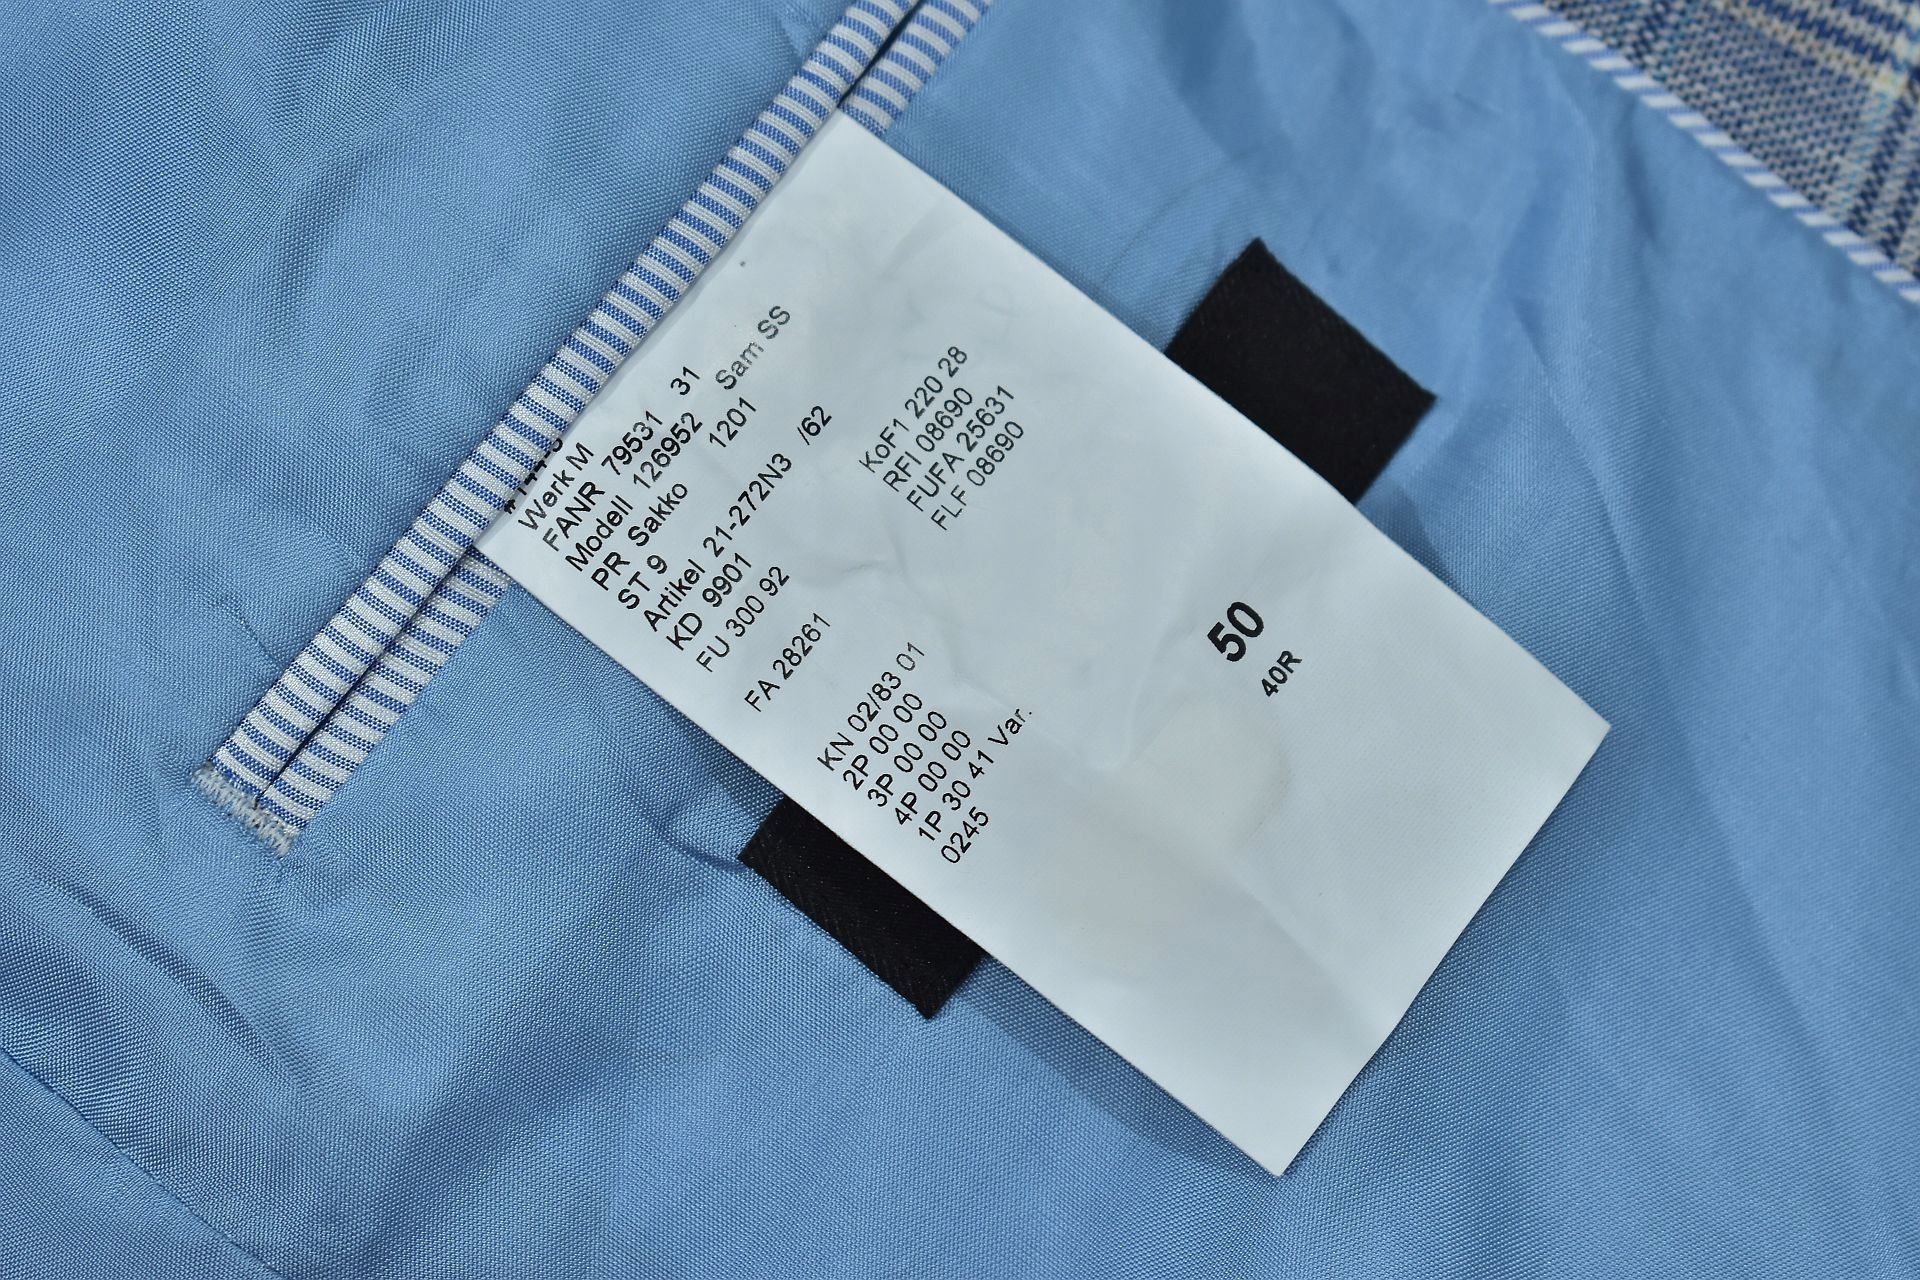 Werk M
FANR 79531 31
Modell 126952 Sam SS
PR Sakko 1201
ST 9
Artikel 21-272N3 /62
KD 9901
FU 300 92
KoF1 220 28
RFI 08690
FUFA 25631
FLF 08690
FA 28261
KN 02/83 01
2P 00 00
3P 00 00
4P 00 00
1P 30 41 Var.
0245
50
40R